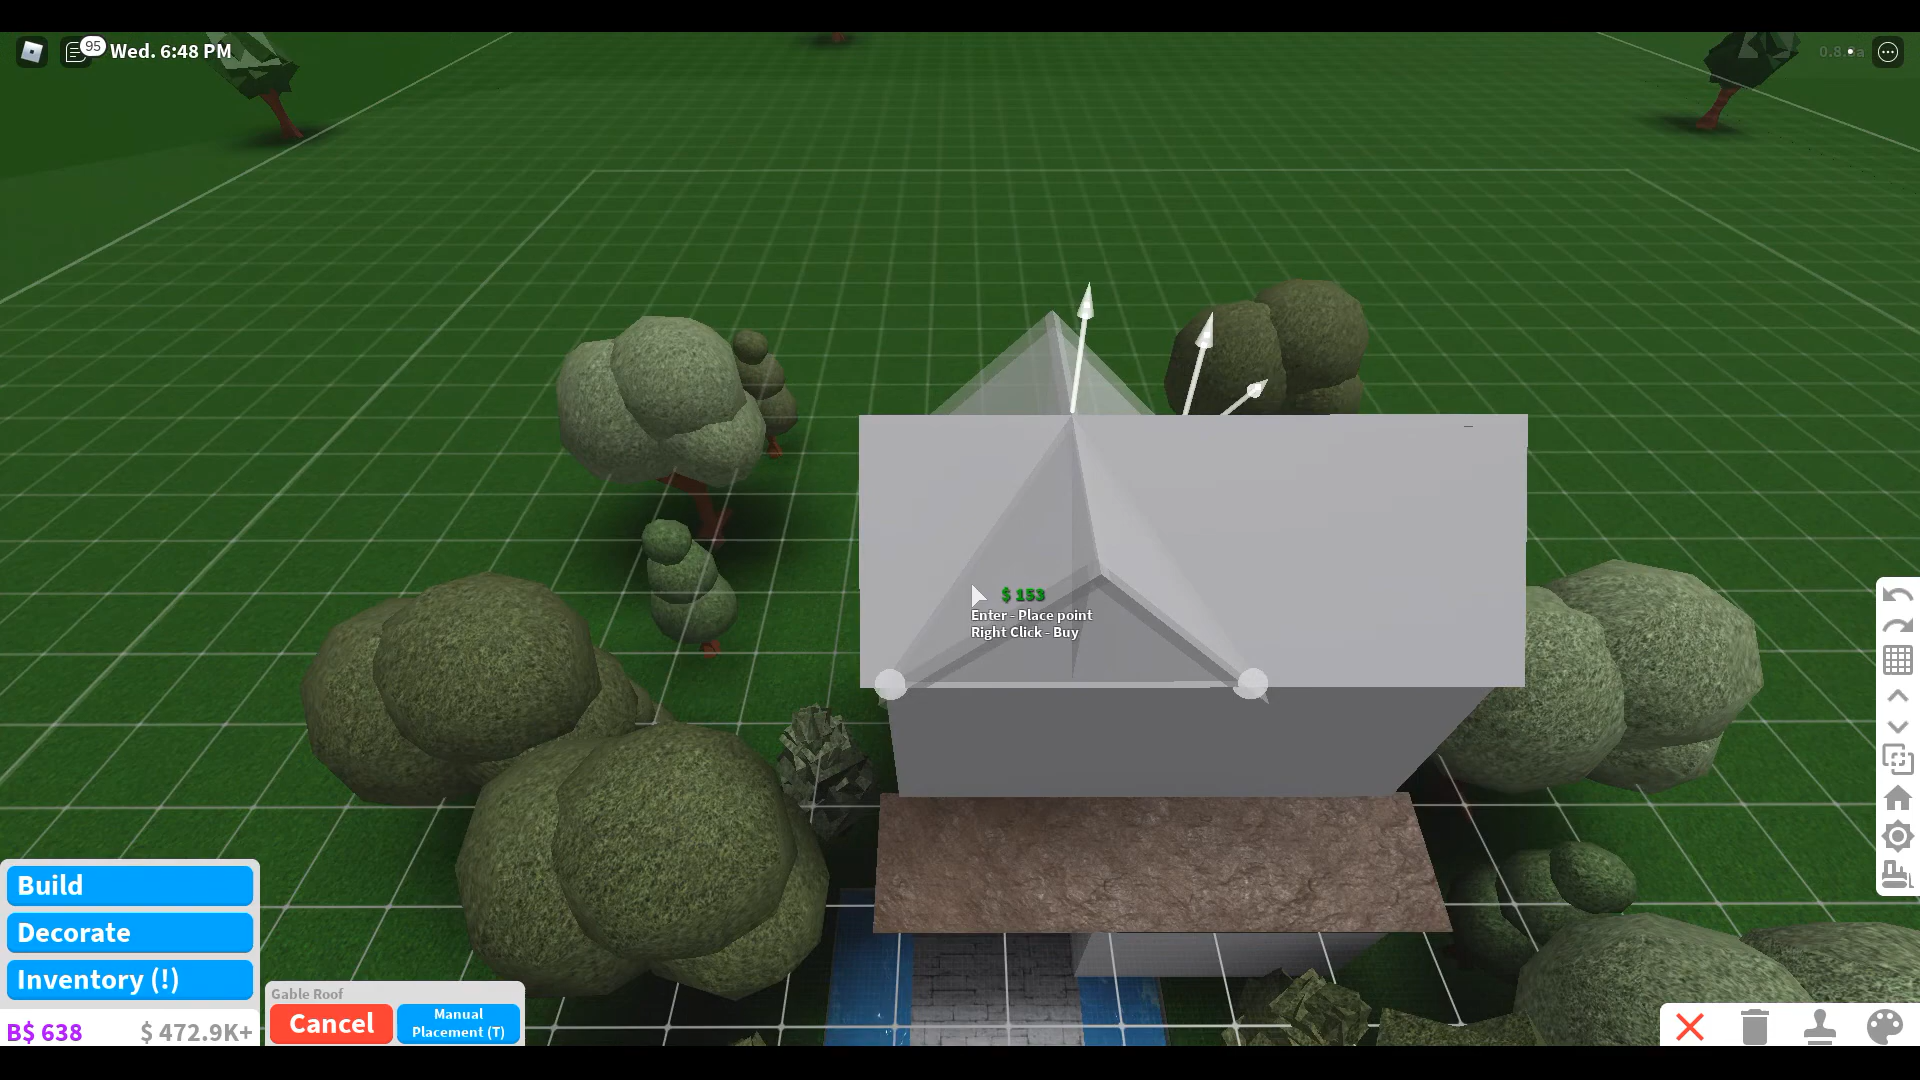 95
Wed. 6:48 PM
$ 153
Enter - Place point
Right Click - Buy
Build
Decorate
Inventory (!)
B$ 638
$ 472.9K+
Gable Roof
Cancel
Manual
Placement (T)